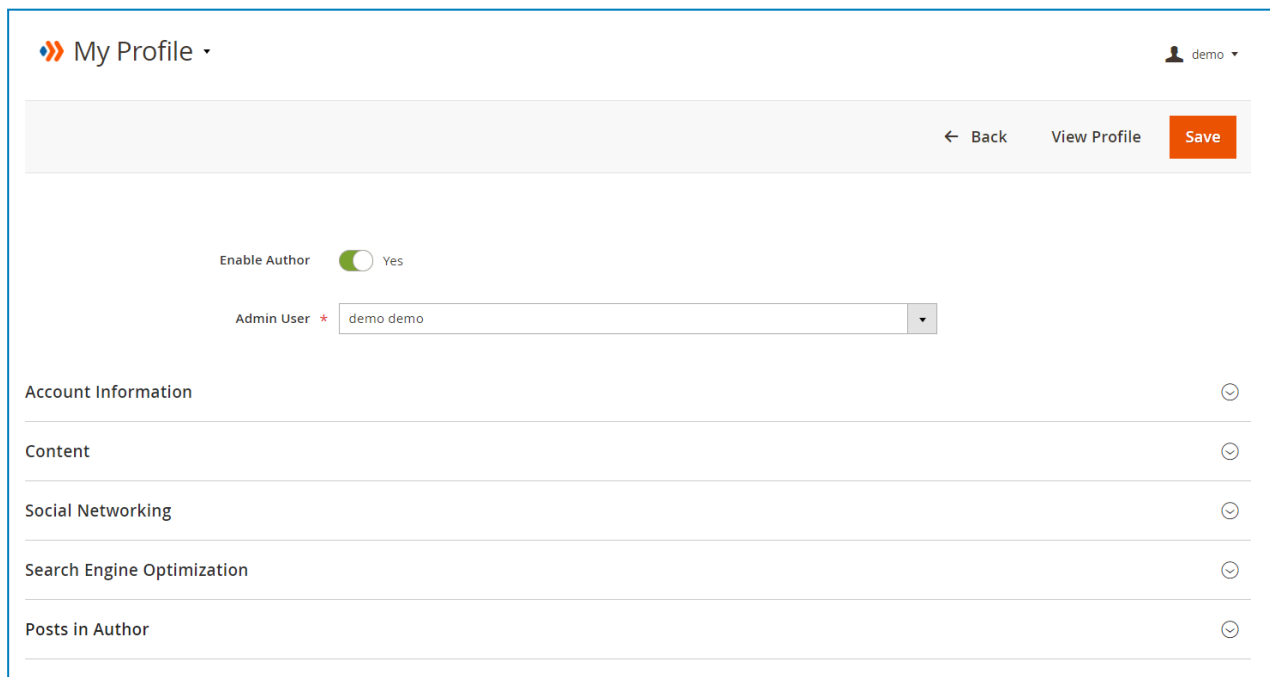 My Profile
demo
Back
View Profile
Save
Enable Author
Yes
Admin User *
demo demo
Account Information
Content
Social Networking
Search Engine Optimization
Posts in Author